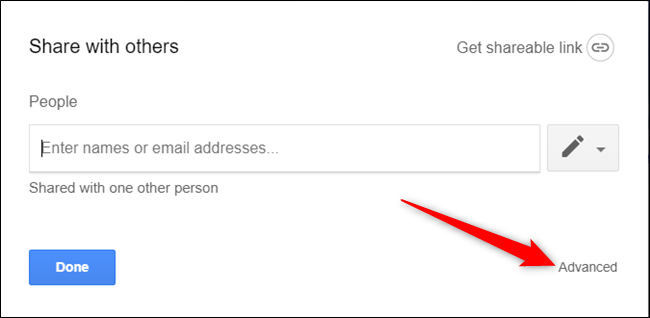 Share with others
Get shareable link
People
Enter names or email addresses...
Shared with one other person
Done
Advanced